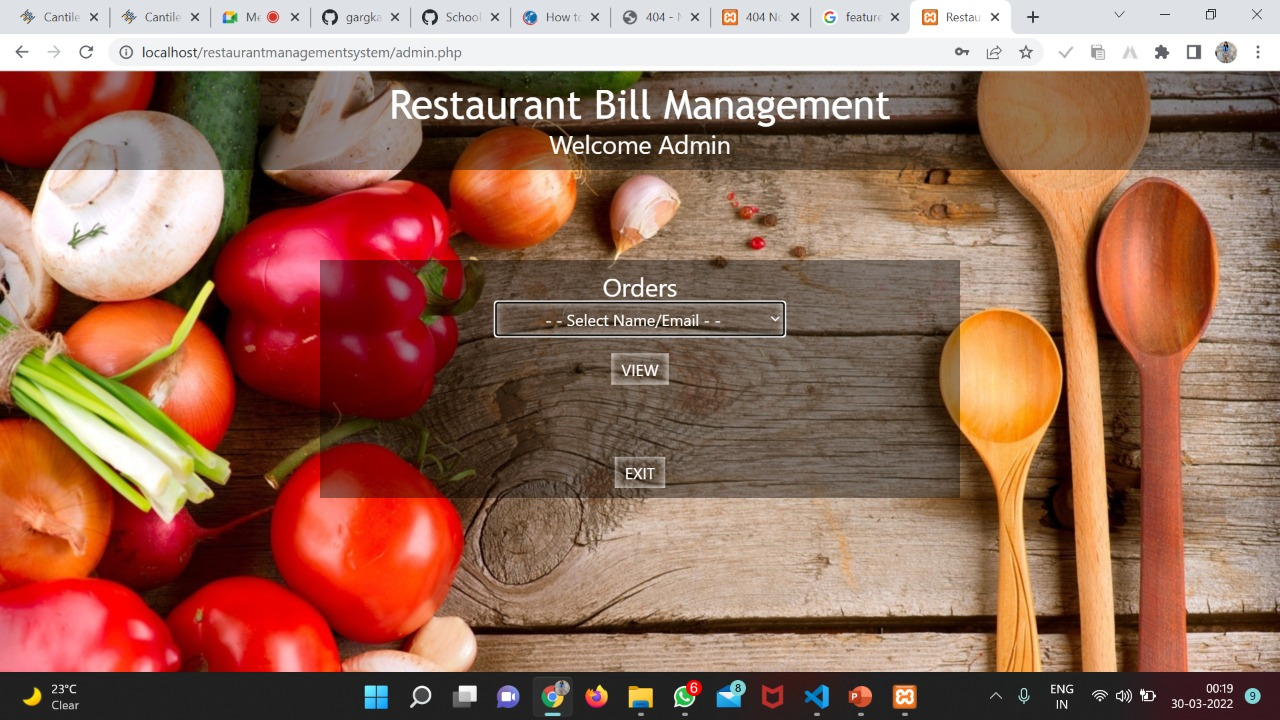 Cantile
Cantile
Me
gargka
School
How to
404 - N
404 No
feature
Restau
localhost/restaurantmanagementsystem/admin.php
Restaurant Bill Management
Welcome Admin
Orders
- - Select Name/Email - -
VIEW
EXIT
23°C
Clear
6
8
ENG
IN
00:19
30-03-2022
9